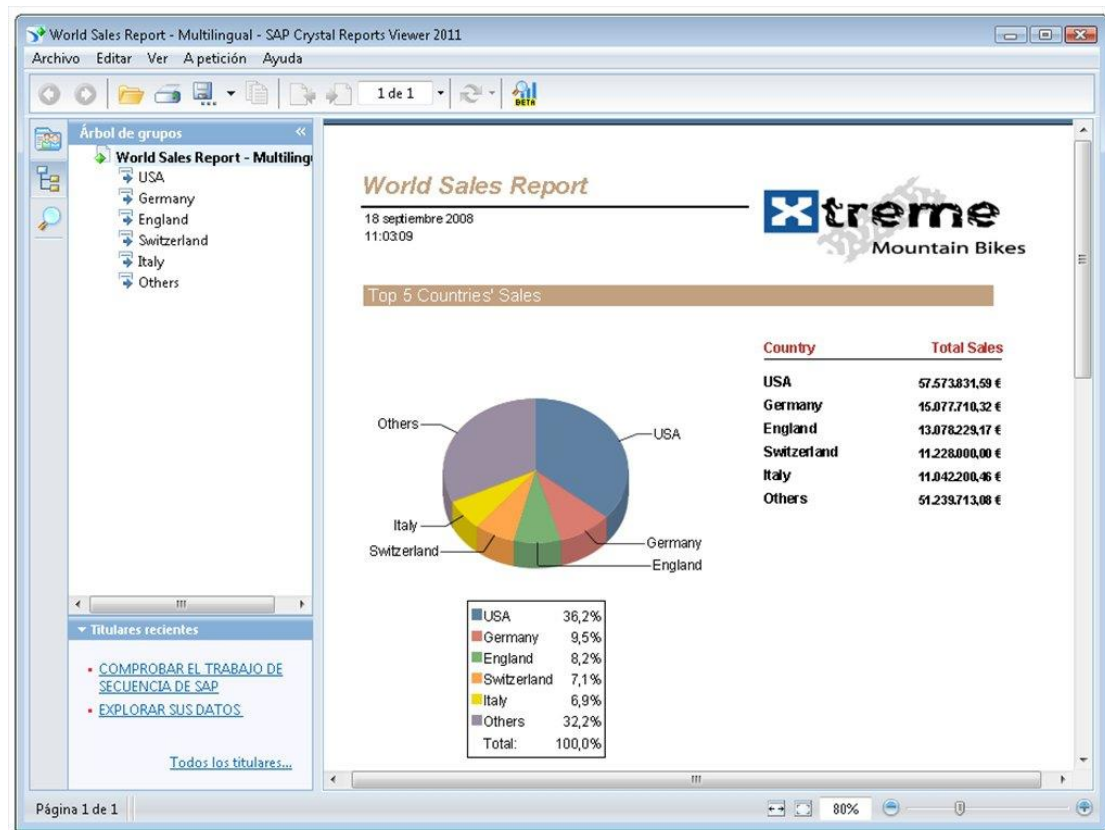 World Sales Report - Multilingual - SAP Crystal Reports Viewer 2011
Archivo Editar Ver A petición Ayuda
1 de 1
BETA
Árbol de grupos
World Sales Report - Multiling
USA
Germany
England
Switzerland
Italy
Others
Titulares recientes
COMPROBAR EL TRABAJO DE
SECUENCIA DE SAP
EXPLORAR SUS DATOS
Todos los titulares...
World Sales Report
18 septiembre 2008
11:03:09
Xtreme
Mountain Bikes
Top 5 Countries' Sales
Others
USA
Italy
Switzerland
Germany
England
USA 36,2%
Germany 9,5%
England 8,2%
Switzerland 7,1%
Italy 6,9%
Others 32,2%
Total: 100,0%
Country Total Sales
USA 57.573.831,59 €
Germany 15.077.710,32 €
England 13.078.229,17 €
Switzerland 11.228.000,00 €
Italy 11.042.200,46 €
Others 51.239.713,08 €
Página 1 de 1
80%